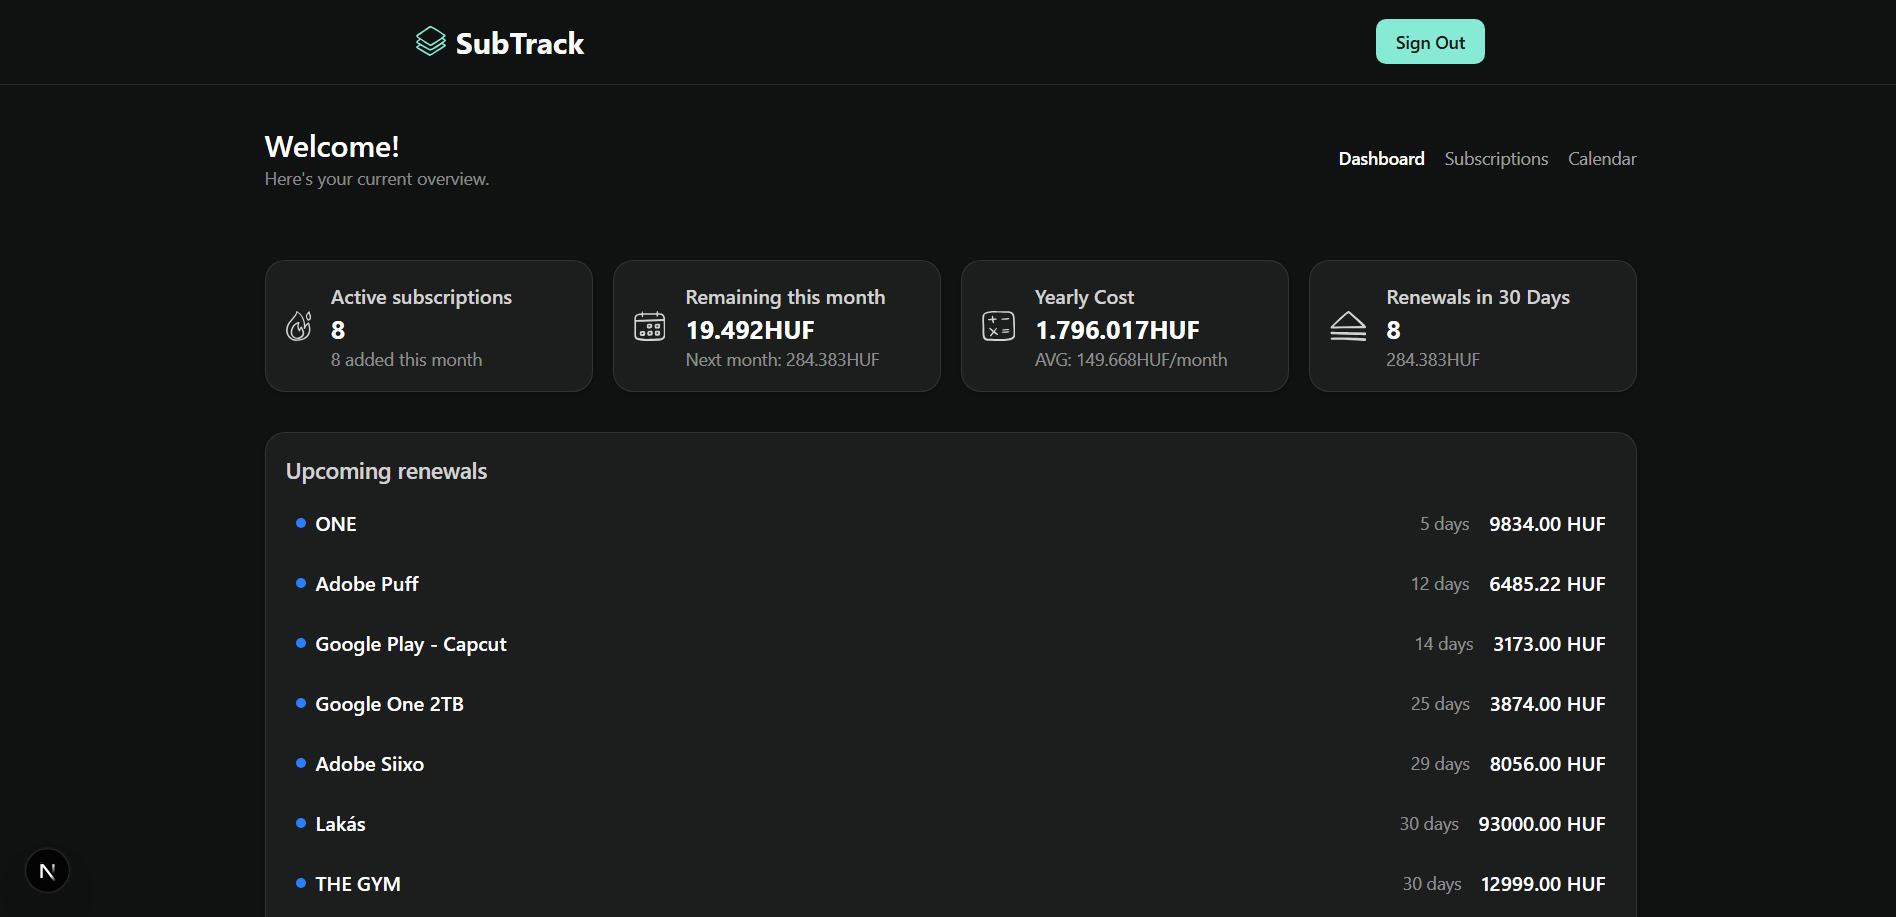 SubTrack
Sign Out
Welcome!
Here's your current overview.
Dashboard Subscriptions Calendar
Active subscriptions
8
8 added this month
Remaining this month
19.492HUF
Next month: 284.383HUF
Yearly Cost
1.796.017HUF
AVG: 149.668HUF/month
Renewals in 30 Days
8
284.383HUF
Upcoming renewals
ONE 5 days 9834.00 HUF
Adobe Puff 12 days 6485.22 HUF
Google Play - Capcut 14 days 3173.00 HUF
Google One 2TB 25 days 3874.00 HUF
Adobe Siixo 29 days 8056.00 HUF
Lakás 30 days 93000.00 HUF
THE GYM 30 days 12999.00 HUF
N